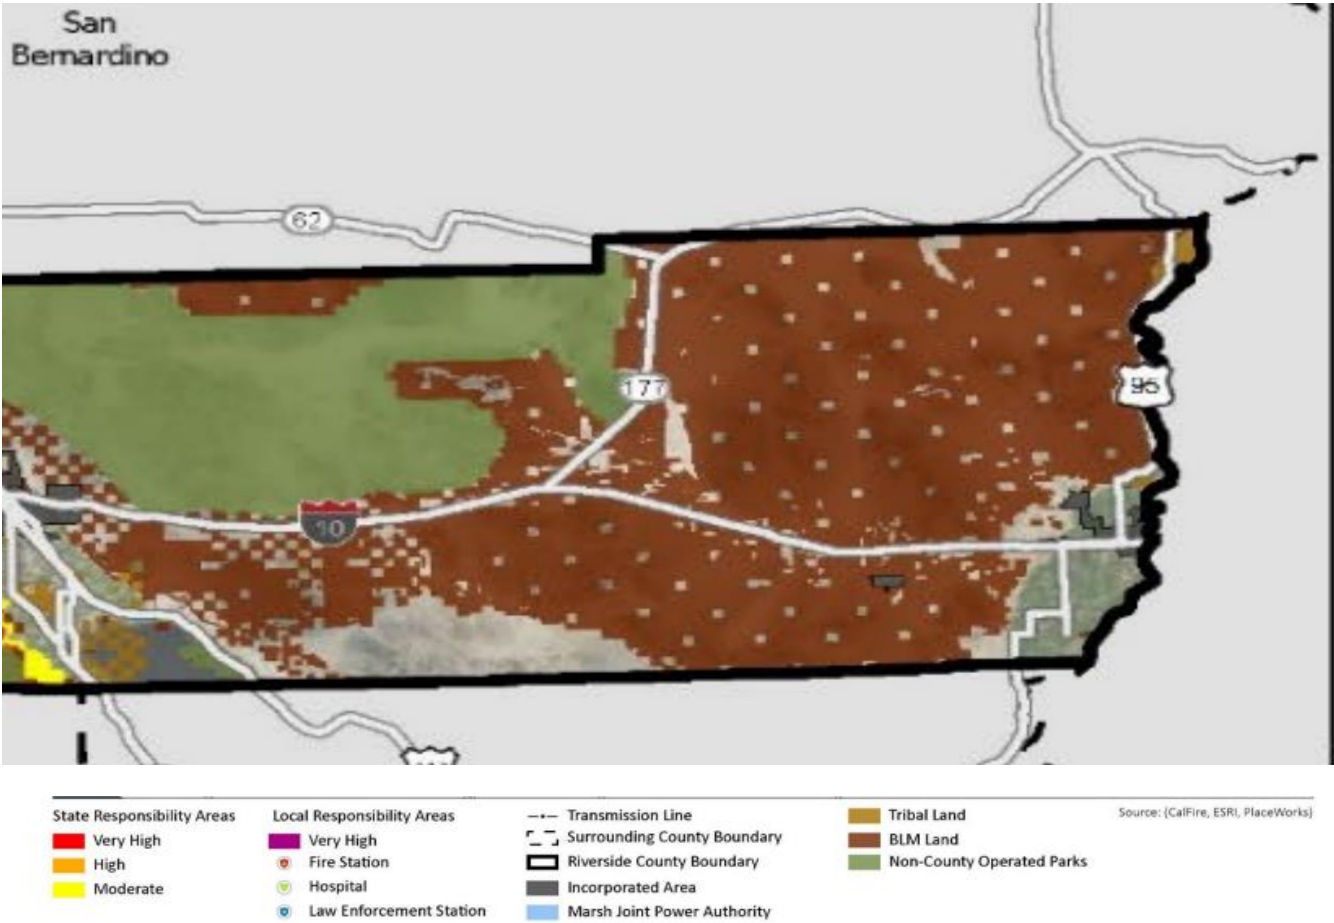 San
Bernardino
62
177
95
10
State Responsibility Areas
Very High
High
Moderate
Local Responsibility Areas
Very High
Fire Station
Hospital
Law Enforcement Station
Transmission Line
Surrounding County Boundary
Riverside County Boundary
Incorporated Area
Marsh Joint Power Authority
Tribal Land
BLM Land
Non-County Operated Parks
Source: (CalFire, ESRI, PlaceWorks)